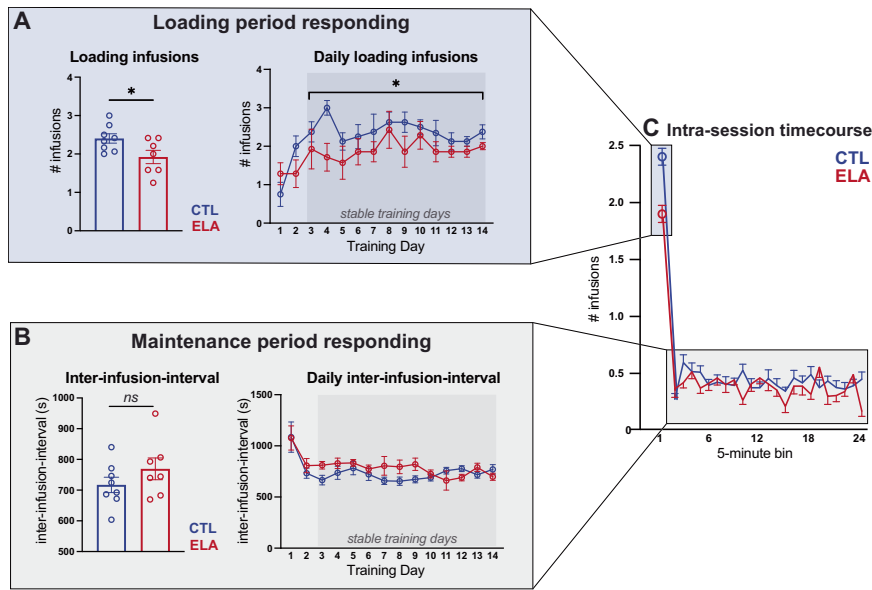 A Loading period responding
Loading infusions
# infusions
4
3
2
1
0
*
CTL
ELA
Daily loading infusions
# infusions
4
3
2
1
0
*
stable training days
1 2 3 4 5 6 7 8 9 10 11 12 13 14
Training Day
B Maintenance period responding
Inter-infusion-interval
inter-infusion-interval (s)
1000
900
800
700
600
500
ns
CTL
ELA
Daily inter-infusion-interval
inter-infusion-interval (s)
1500
1000
500
0
stable training days
1 2 3 4 5 6 7 8 9 10 11 12 13 14
Training Day
C Intra-session timecourse
CTL
ELA
# infusions
2.5
2.0
1.5
1.0
0.5
0
1 6 12 18 24
5-minute bin